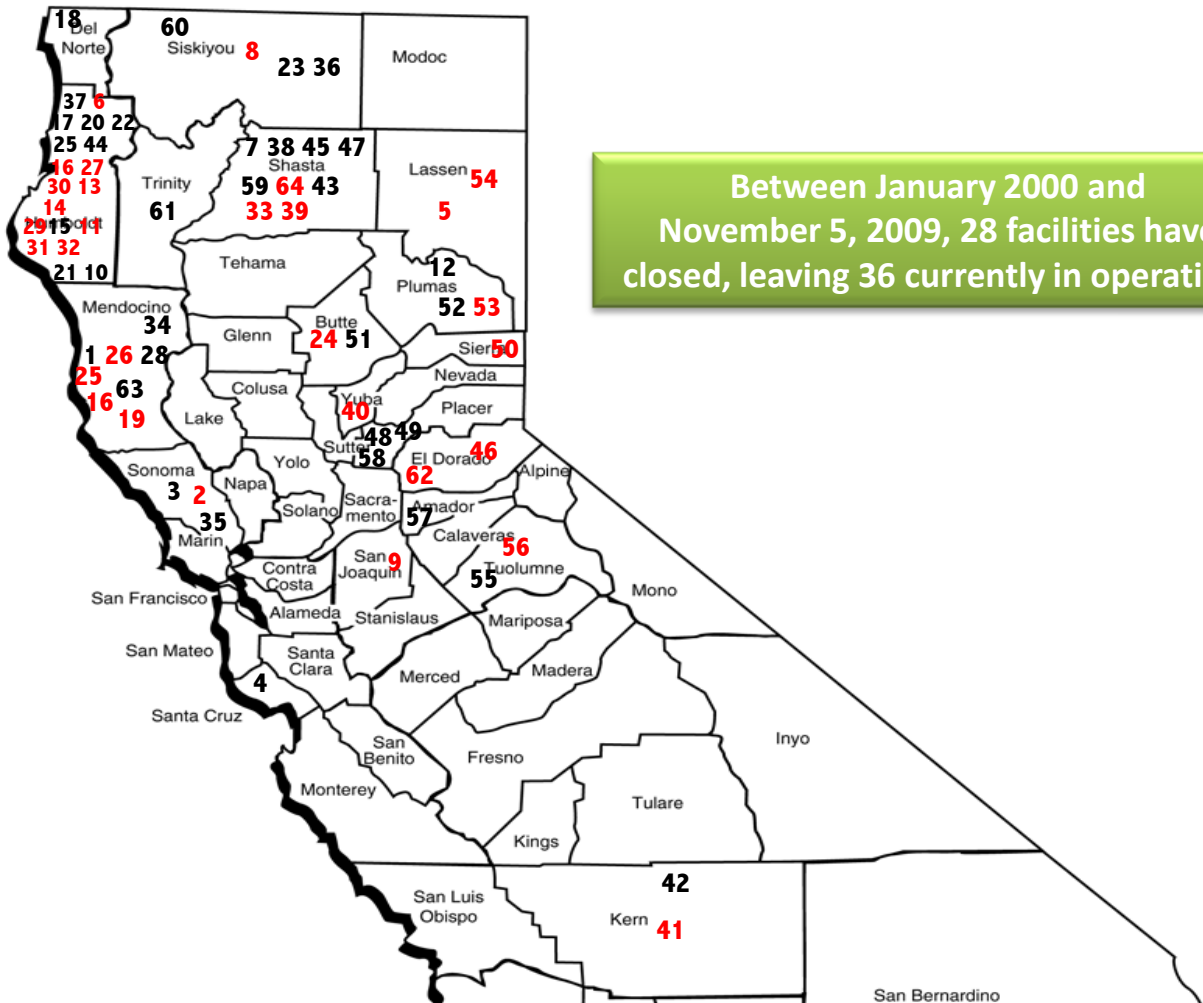 18
60
Del
Norte
Siskiyou
8
Modoc
23 36
37 6
17 20 22
25 44
7 38 45 47
16 27
Shasta
Lassen
54
30 13
Trinity
59 64 43
14
61
33 39
5
Humboldt
29 15 11
31 32
21 10
Between January 2000 and
November 5, 2009, 28 facilities have
closed, leaving 36 currently in operati
Tehama
12
Plumas
52 53
Mendocino
34
Glenn
Butte
24 51
Sierra
50
1 26 28
25
Nevada
63
Colusa
Yuba
40
Placer
16
19
Lake
Sutter
48 49
58
El Dorado
46
62
Sonoma
3 2
Yolo
Napa
Alpine
35
Solano
Sacra-
mento
Amador
57
Marin
Calaveras
56
Contra
Costa
San
Joaquin
9
Tuolumne
55
Mono
San Francisco
Alameda
Stanislaus
Mariposa
San Mateo
Santa
Clara
Merced
Madera
4
Santa Cruz
San
Benito
Fresno
Inyo
Monterey
Tulare
Kings
42
San Luis
Obispo
Kern
41
San Bernardino